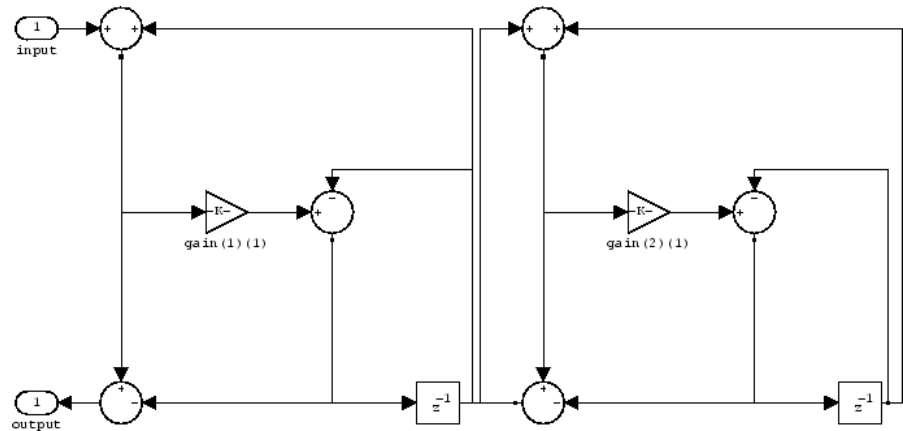 1
input
+
+
+
+
-
-
-K-
+
-K-
+
gain(1)(1)
gain(2)(1)
+
+
1
-
z-1
-
z-1
output